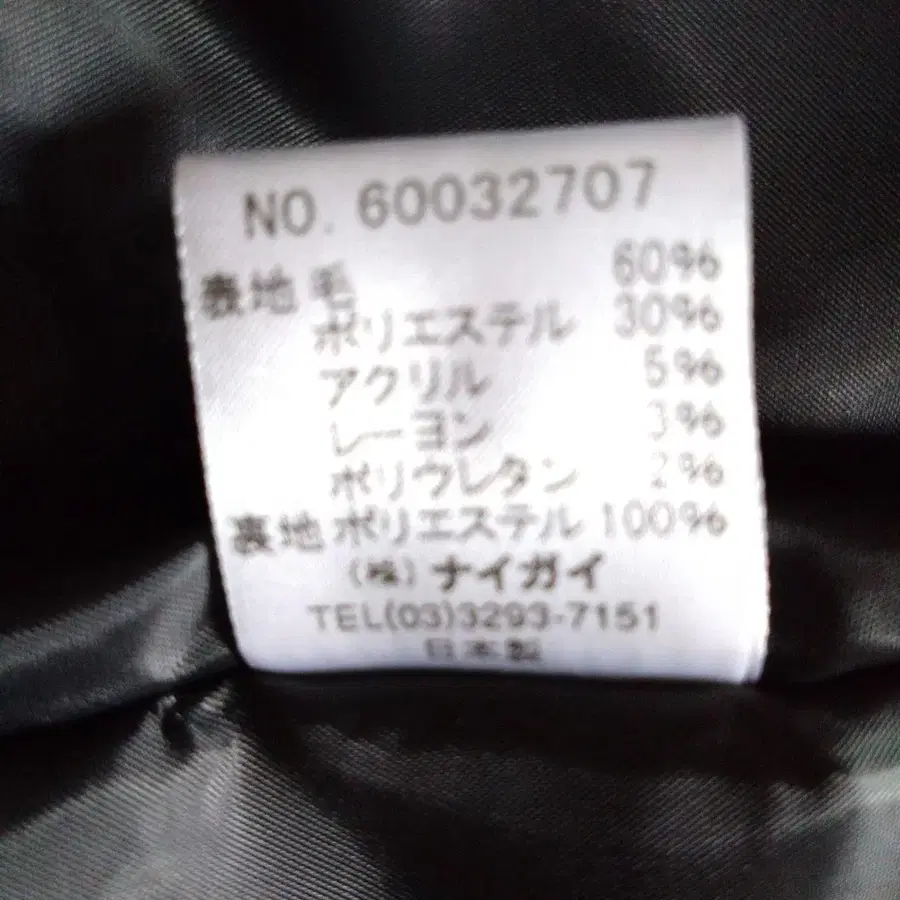 NO. 60032707
表地 毛 60%
ポリエステル 30%
アクリル 5%
レーヨン 3%
ポリウレタン 2%
裏地 ポリエステル 100%
(株) ナイガイ
TEL(03)3293-7151
日本製